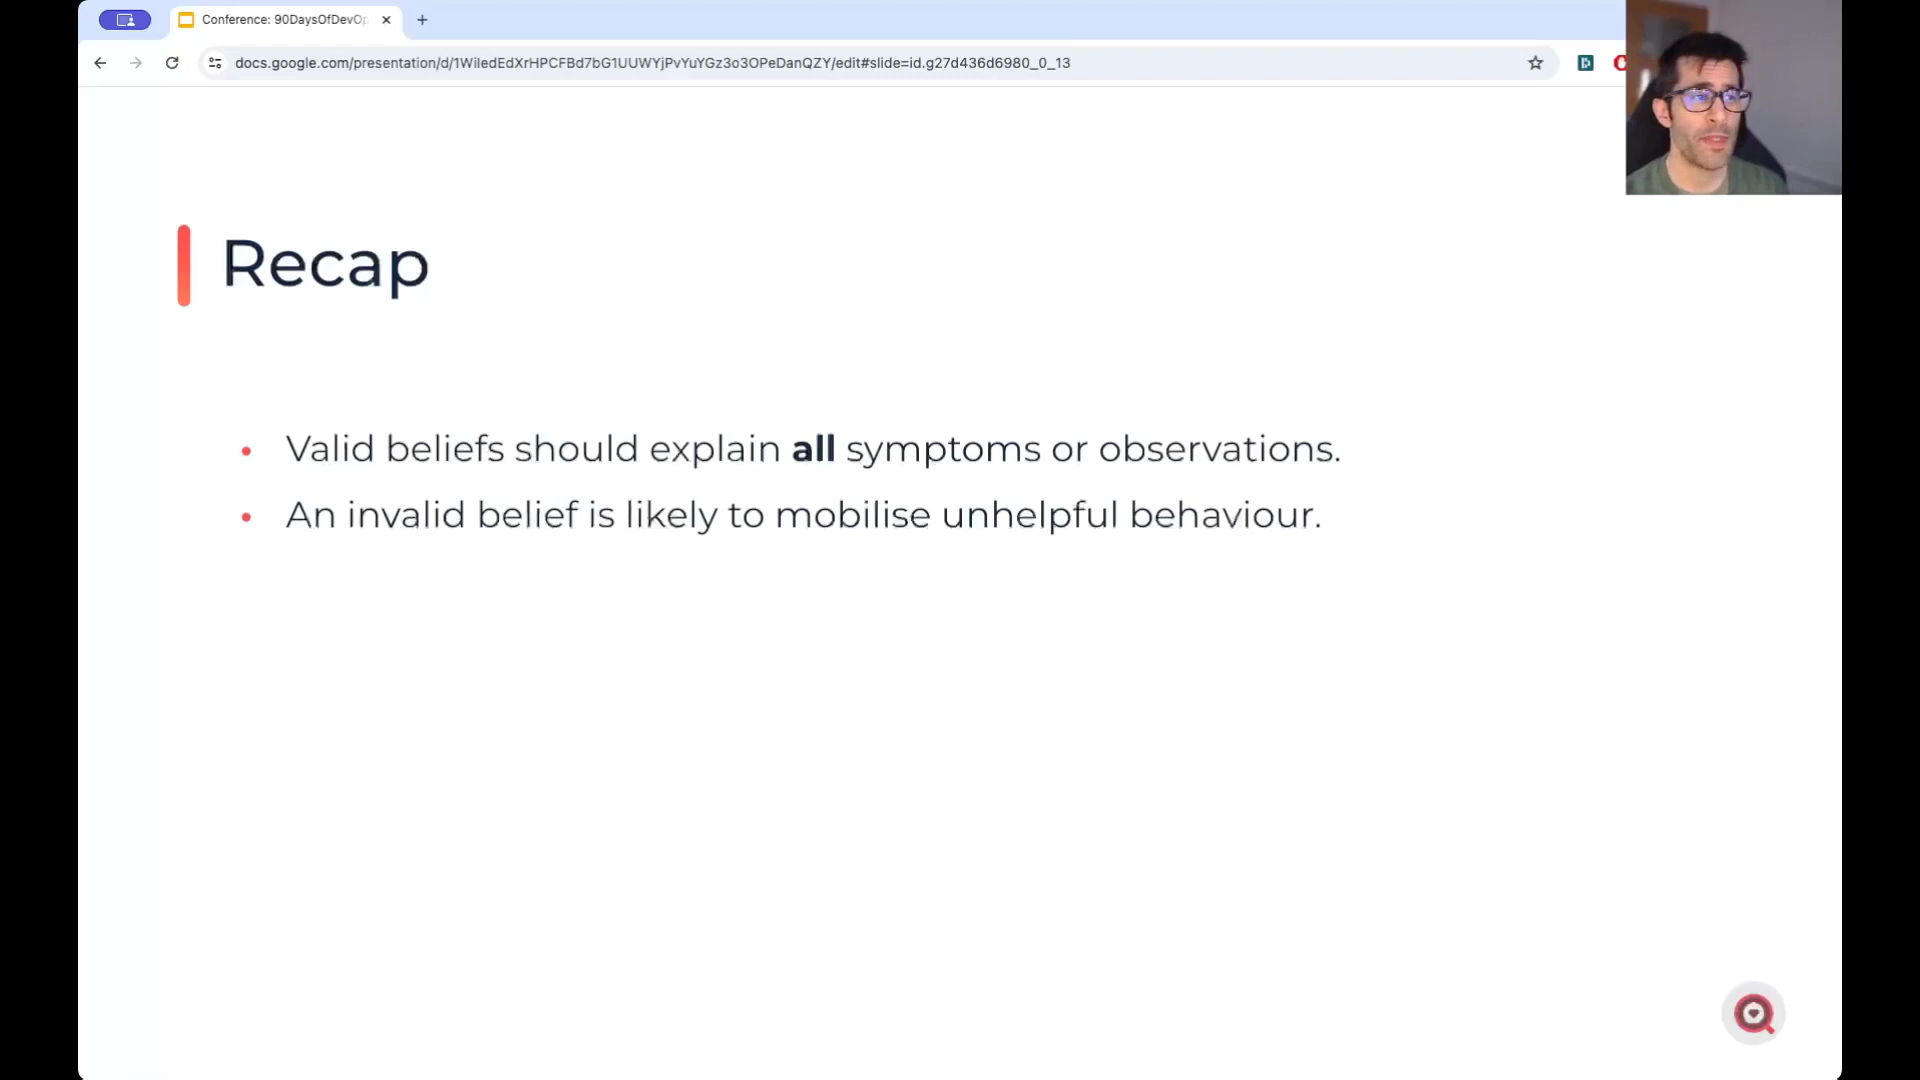 Conference: 90DaysOfDevOp
docs.google.com/presentation/d/1WiledEdXrHPCFBd7bG1UUWYjPvYuYGz3o3OPeDanQZY/edit#slide=id.g27d436d6980_0_13
Recap
• Valid beliefs should explain all symptoms or observations.
• An invalid belief is likely to mobilise unhelpful behaviour.